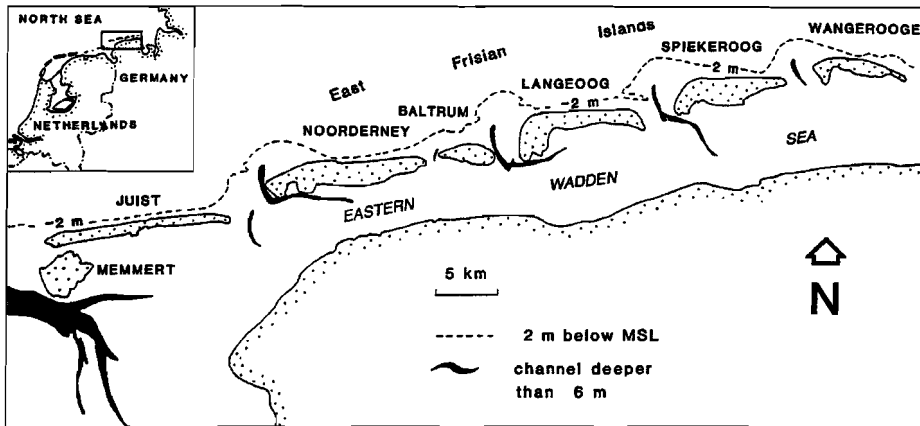 NORTH SEA
GERMANY
NETHERLANDS
East Frisian Islands
WANGEROOGE
SPIEKEROOG
-2 m
LANGEOOG
-2 m
BALTRUM
NOORDERNEY
SEA
WADDEN
EASTERN
JUIST
-2 m
MEMMERT
5 km
N
2 m below MSL
channel deeper
than 6 m